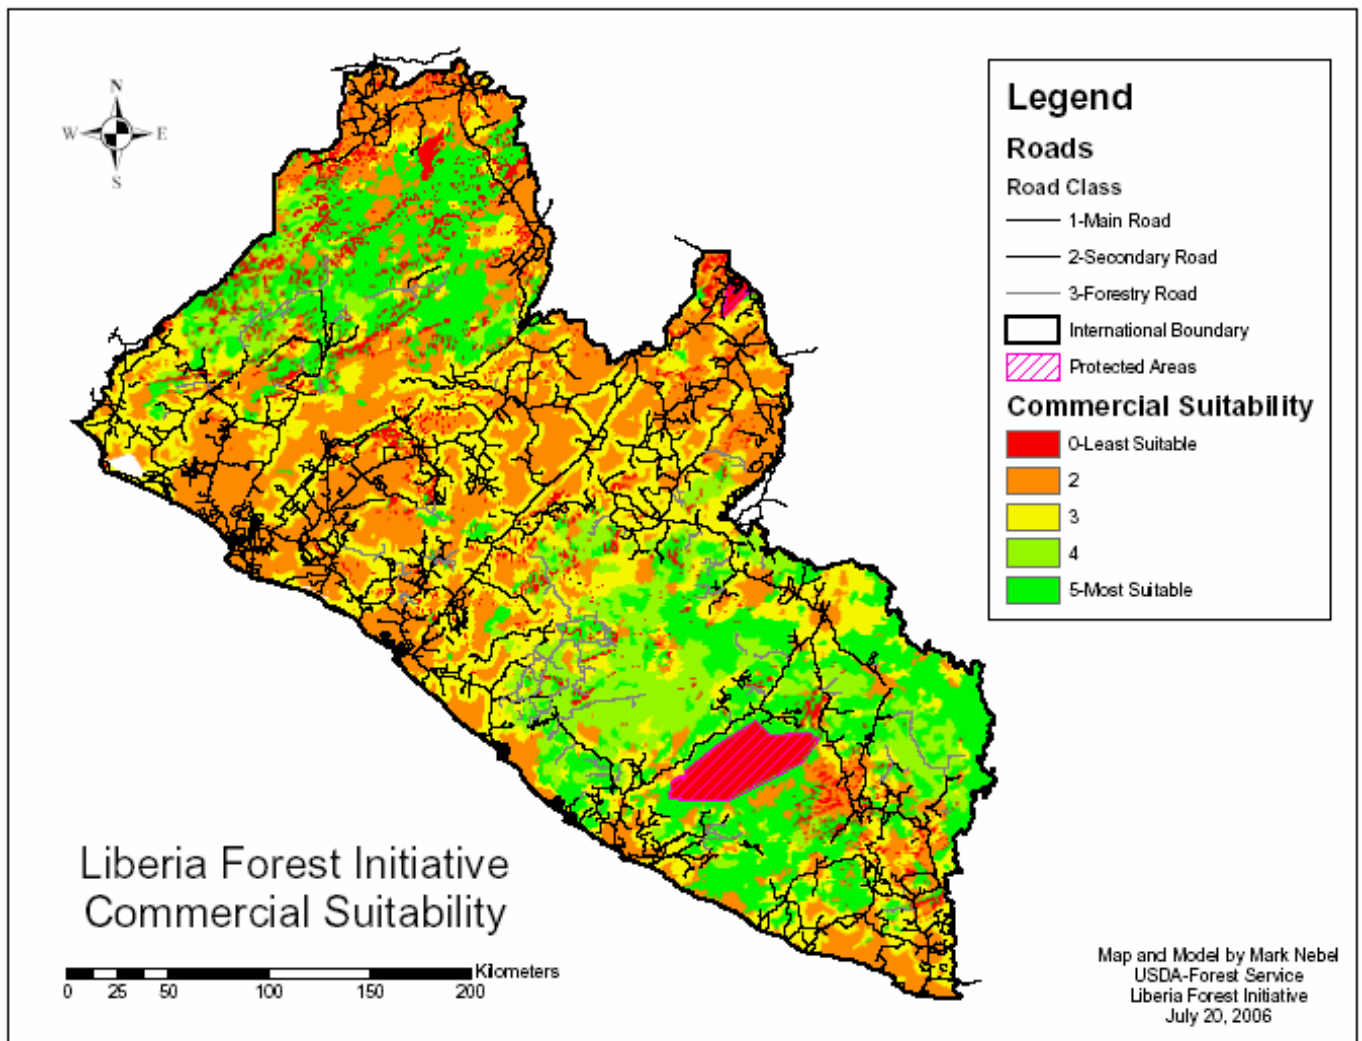 N
W E
S
Legend
Roads
Road Class
1-Main Road
2-Secondary Road
3-Forestry Road
International Boundary
Protected Areas
Commercial Suitability
0-Least Suitable
2
3
4
5-Most Suitable
Liberia Forest Initiative
Commercial Suitability
Kilometers
0 25 50 100 150 200
Map and Model by Mark Nebel
USDA-Forest Service
Liberia Forest Initiative
July 20, 2006